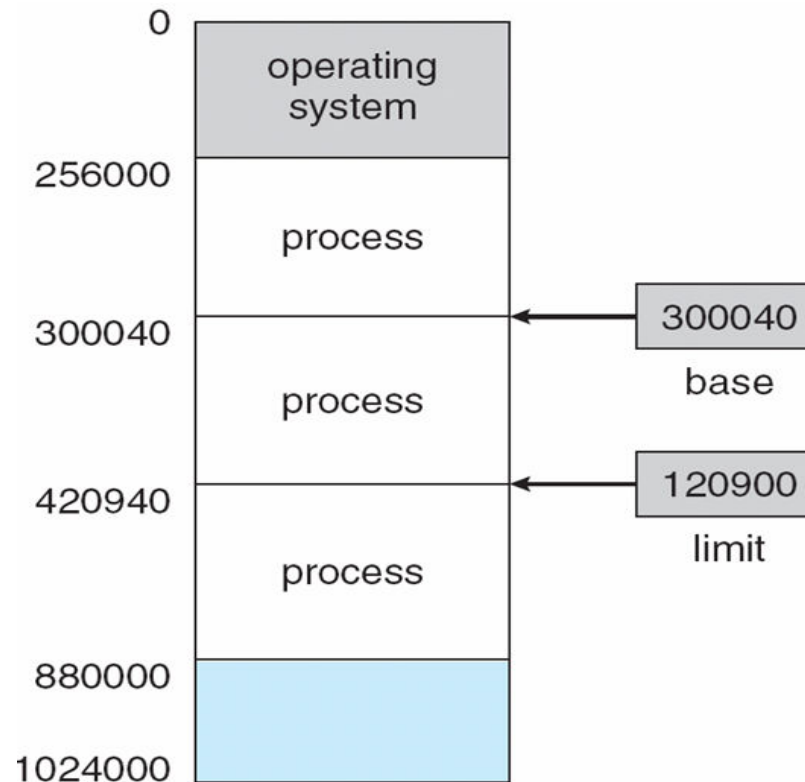 0
operating
system
256000
process
300040
300040
base
process
420940
120900
limit
process
880000
1024000